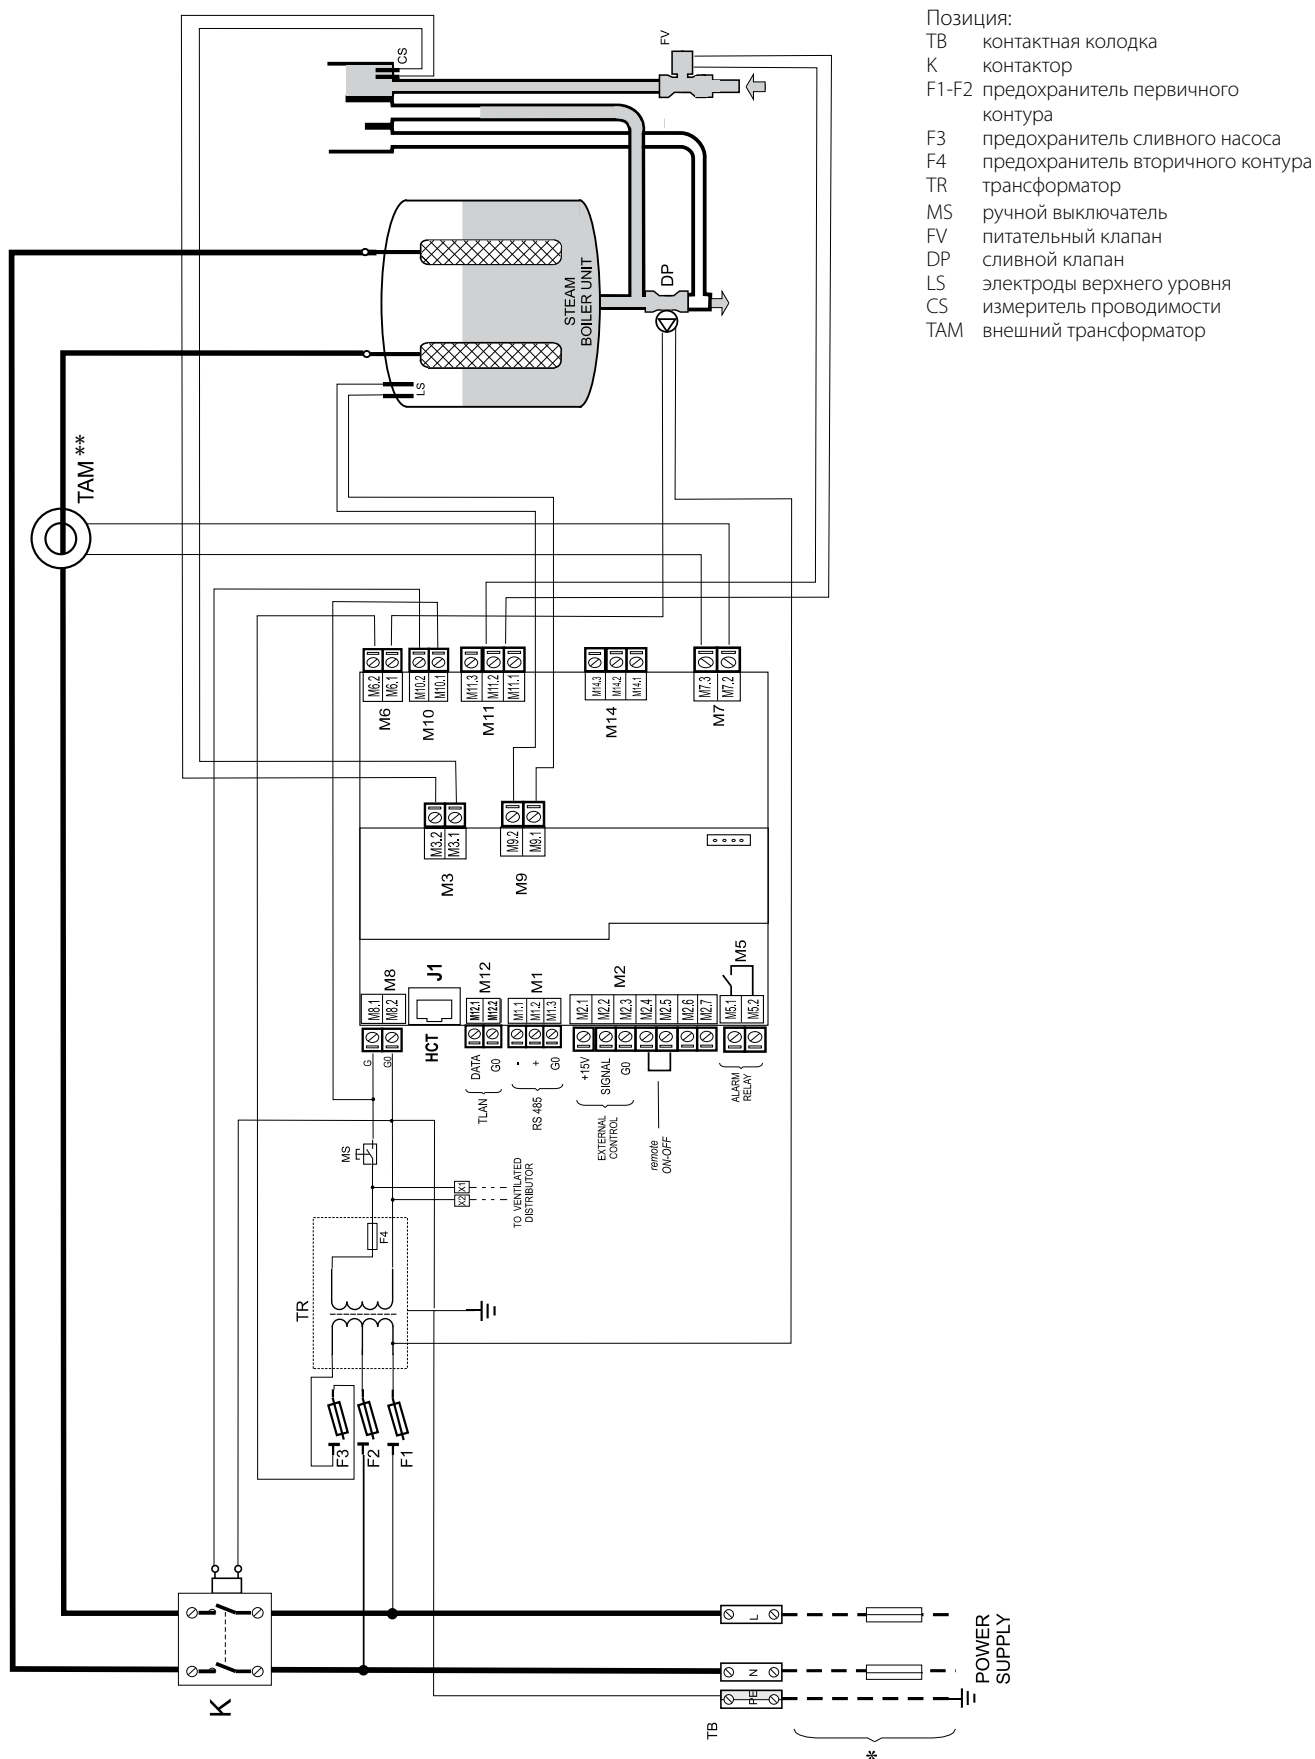 Позиция:
TB контактная колодка
K контактор
F1-F2 предохранитель первичного
контура
F3 предохранитель сливного насоса
F4 предохранитель вторичного контура
TR трансформатор
MS ручной выключатель
FV питательный клапан
DP сливной клапан
LS электроды верхнего уровня
CS измеритель проводимости
TAM внешний трансформатор
CS
FV
STEAM
BOILER UNIT
DP
LS
TAM **
M6.2
M6.1
M10.2
M10.1
M11.3
M11.2
M11.1
M14.3
M14.2
M14.1
M7.3
M7.2
M6
M10
M11
M14
M7
M3.2
M3.1
M9.2
M9.1
M3
M9
M8
J1
M12
M1
M2
M5
M8.1
M8.2
M12.1
M12.2
M1.1
M1.2
M1.3
M2.1
M2.2
M2.3
M2.4
M2.5
M2.6
M2.7
M5.1
M5.2
HCT
G
G0
DATA
G0
TLAN
-
+
G0
RS 485
+15V
SIGNAL
G0
EXTERNAL
CONTROL
remote
ON-OFF
ALARM
RELAY
MS
X1
X2
TO VENTILATED
DISTRIBUTOR
F4
TR
F3
F2
F1
K
L
N
PE
TB
POWER
SUPPLY
*